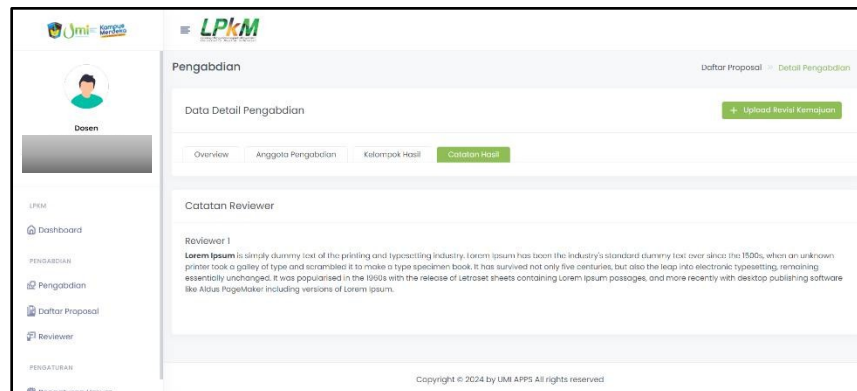 Umi Kampus Merdeka
LPkM
Dosen
LPKM
Dashboard
PENGABDIAN
Pengabdian
Daftar Proposal
Reviewer
PENGATURAN
Pengabdian
Daftar Proposal
Detail Pengabdian
Data Detail Pengabdian
+ Upload Revisi Kemajuan
Overview Anggota Pengabdian Kelompok Hasil Catatan Hasil
Catatan Reviewer
Reviewer 1
Lorem Ipsum is simply dummy text of the printing and typesetting industry. Lorem Ipsum has been the industry's standard dummy text ever since the 1500s, when an unknown
printer took a galley of type and scrambled it to make a type specimen book. It has survived not only five centuries, but also the leap into electronic typesetting, remaining
essentially unchanged. It was popularised in the 1960s with the release of Letraset sheets containing Lorem Ipsum passages, and more recently with desktop publishing software
like Aldus PageMaker including versions of Lorem Ipsum.
Copyright © 2024 by UMI APPS All rights reserved